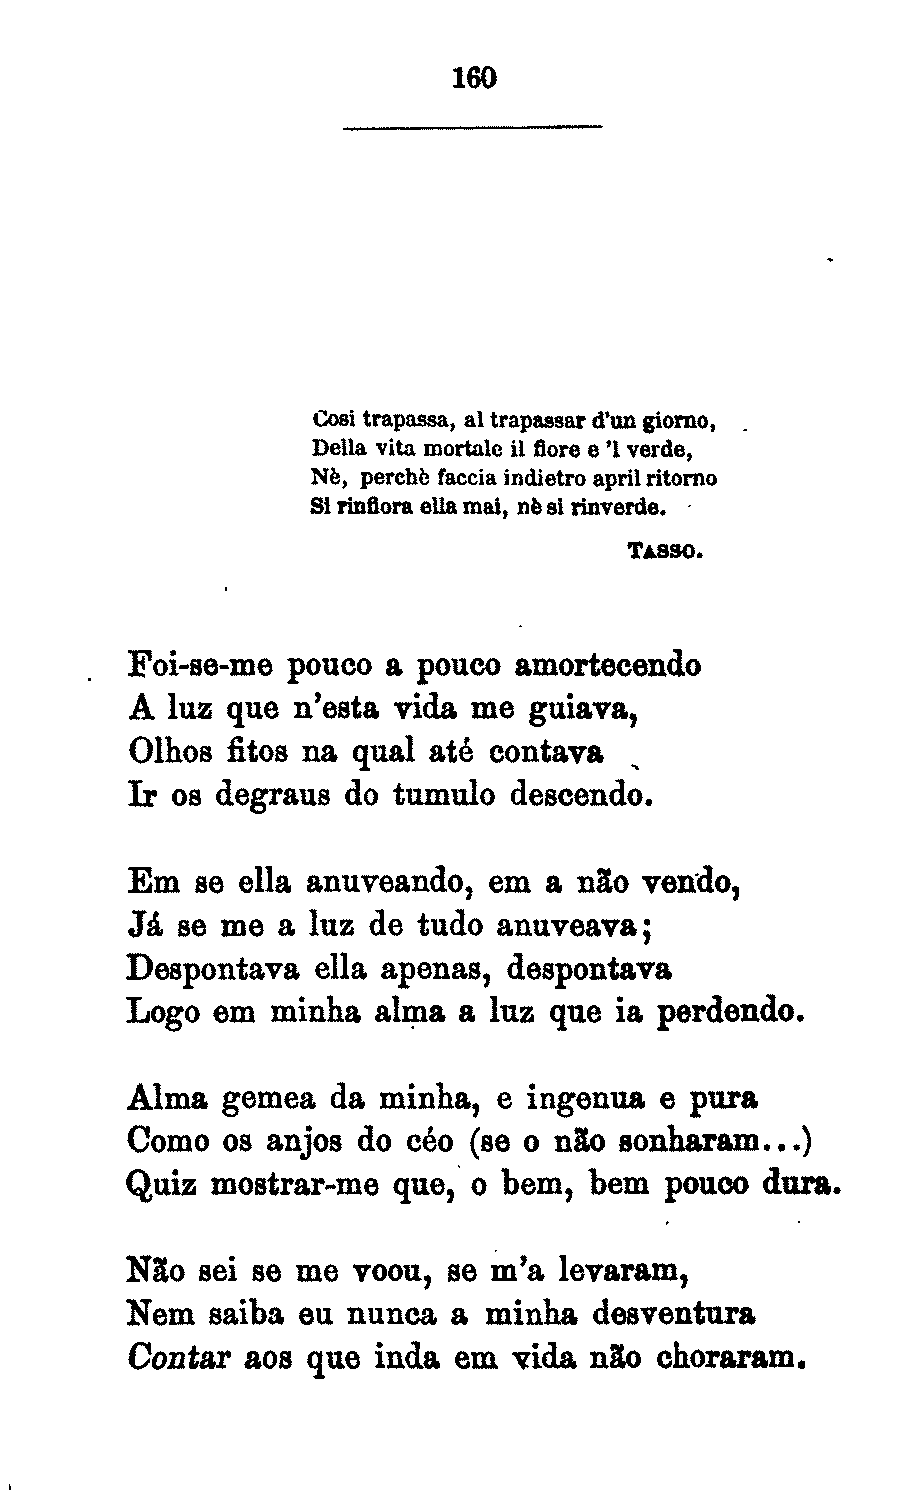 160
Cosi trapassa, al trapassar d'un giorno,
Della vita mortale il fiore e 'l verde,
Nè, perchè faccia indietro april ritorno
Si rinfiora ella mai, nè si rinverde.
TASSO.
Foi-se-me pouco a pouco amortecendo
A luz que n'esta vida me guiava,
Olhos fitos na qual até contava
Ir os degraus do tumulo descendo.
Em se ella anuveando, em a não vendo,
Já se me a luz de tudo anuveava;
Despontava ella apenas, despontava
Logo em minha alma a luz que ia perdendo.
Alma gemea da minha, e ingenua e pura
Como os anjos do céo (se o não sonharam...)
Quiz mostrar-me que, o bem, bem pouco dura.
Não sei se me voou, se m'a levaram,
Nem saiba eu nunca a minha desventura
Contar aos que inda em vida não choraram.